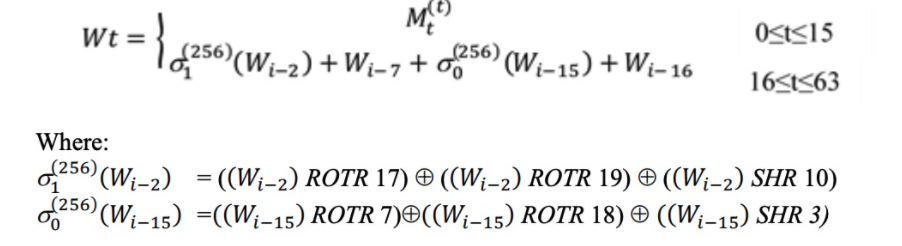 M_t^(t) 0≤t≤15
Wt = { σ_1^(256)(W_{i−2}) + W_{i−7} + σ_0^(256)(W_{i−15}) + W_{i−16} 16≤t≤63
Where:
σ_1^(256)(W_{i−2}) = ((W_{i−2}) ROTR 17) ⊕ ((W_{i−2}) ROTR 19) ⊕ ((W_{i−2}) SHR 10)
σ_0^(256)(W_{i−15}) =((W_{i−15}) ROTR 7)⊕((W_{i−15}) ROTR 18) ⊕ ((W_{i−15}) SHR 3)